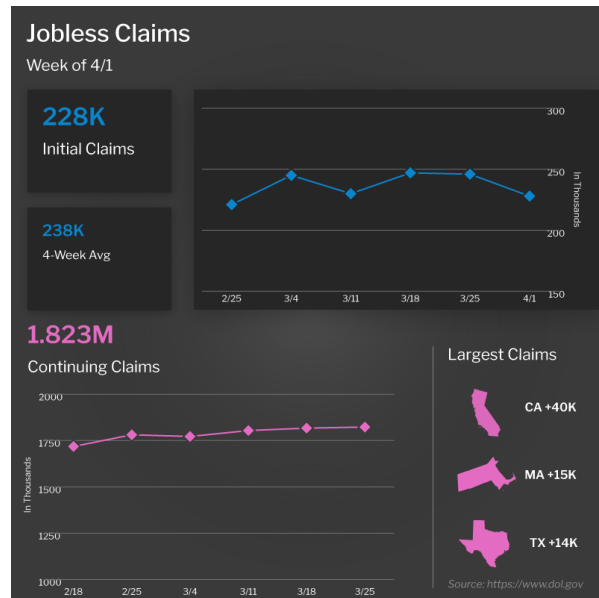 Jobless Claims
Week of 4/1
228K
Initial Claims
238K
4-Week Avg
300
250
200
150
In Thousands
2/25 3/4 3/11 3/18 3/25 4/1
1.823M
Continuing Claims
2000
1750
1500
1250
1000
In Thousands
2/18 2/25 3/4 3/11 3/18 3/25
Largest Claims
CA +40K
MA +15K
TX +14K
Source: https://www.dol.gov